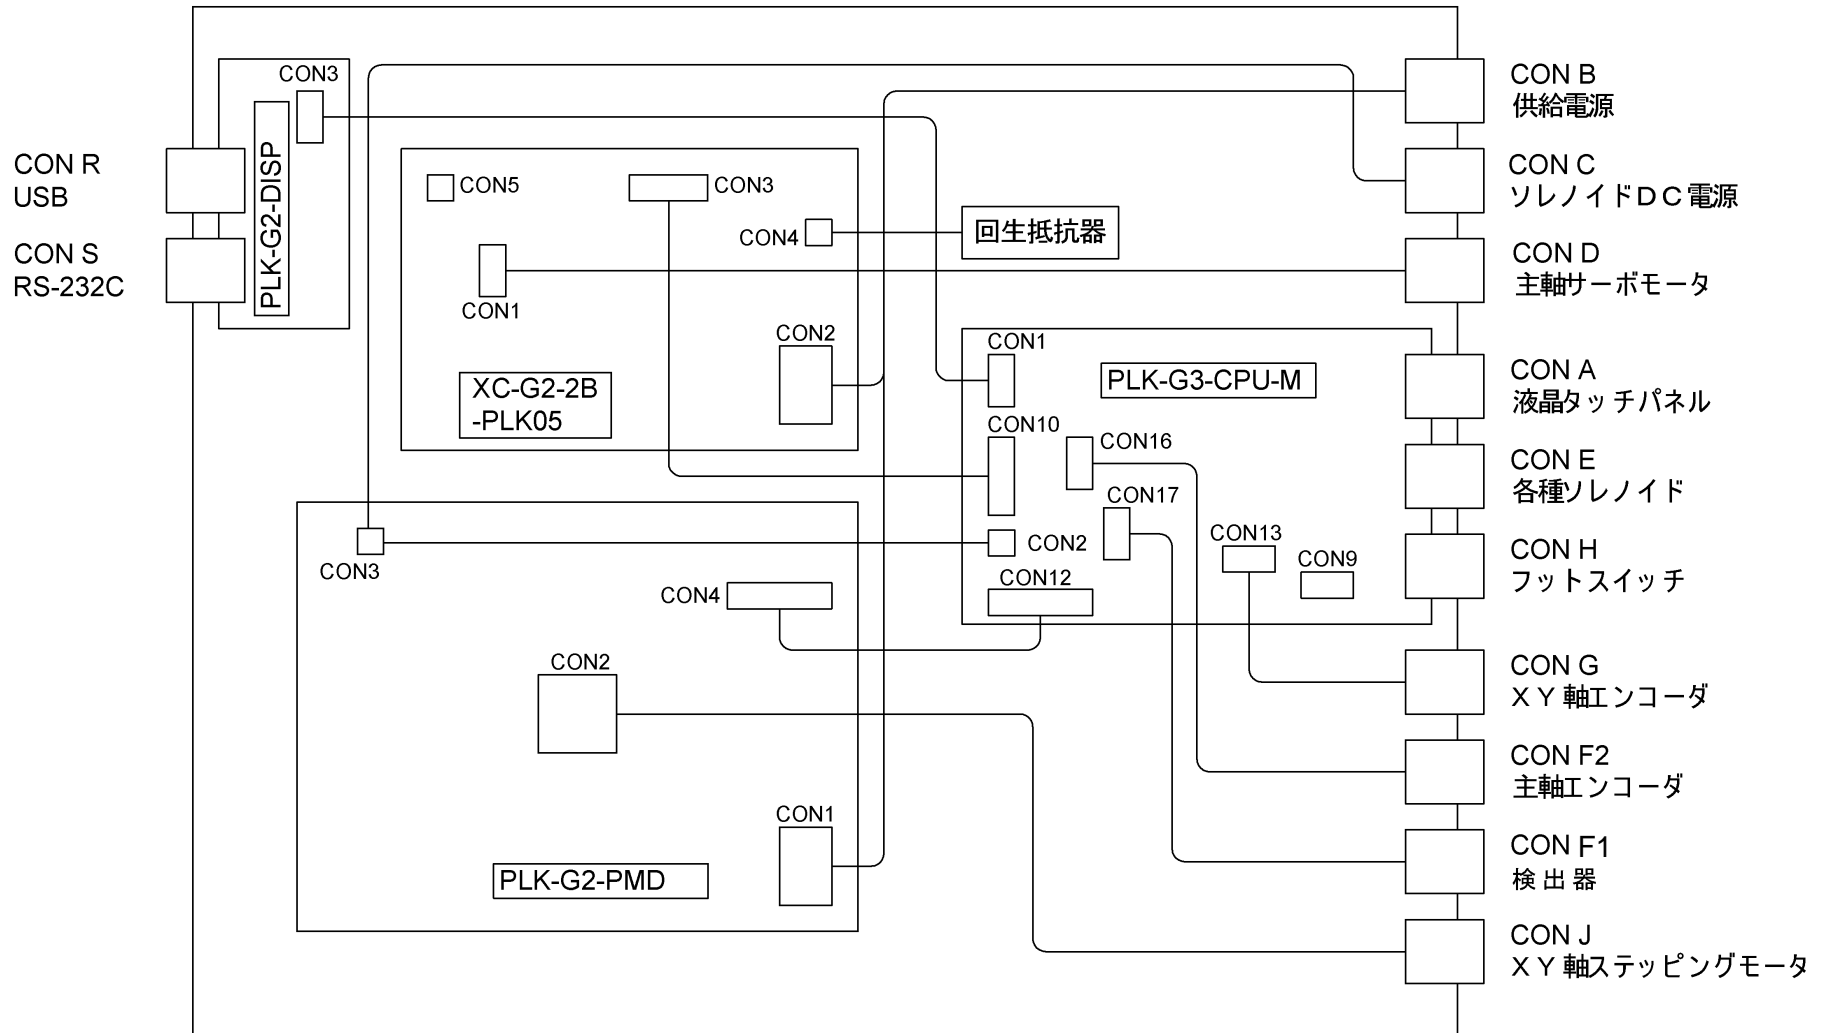 CON R
USB
CON S
RS-232C
CON3
PLK-G2-DISP
CON5
CON3
CON4
回生抵抗器
CON1
CON2
XC-G2-2B
-PLK05
CON1
PLK-G3-CPU-M
CON10
CON16
CON17
CON2
CON13
CON9
CON12
CON3
CON4
CON2
CON1
PLK-G2-PMD
CON B
供給電源
CON C
ソレノイドＤＣ電源
CON D
主軸サーボモータ
CON A
液晶タッチパネル
CON E
各種ソレノイド
CON H
フットスイッチ
CON G
ＸＹ軸エンコーダ
CON F2
主軸エンコーダ
CON F1
検出器
CON J
ＸＹ軸ステッピングモータ